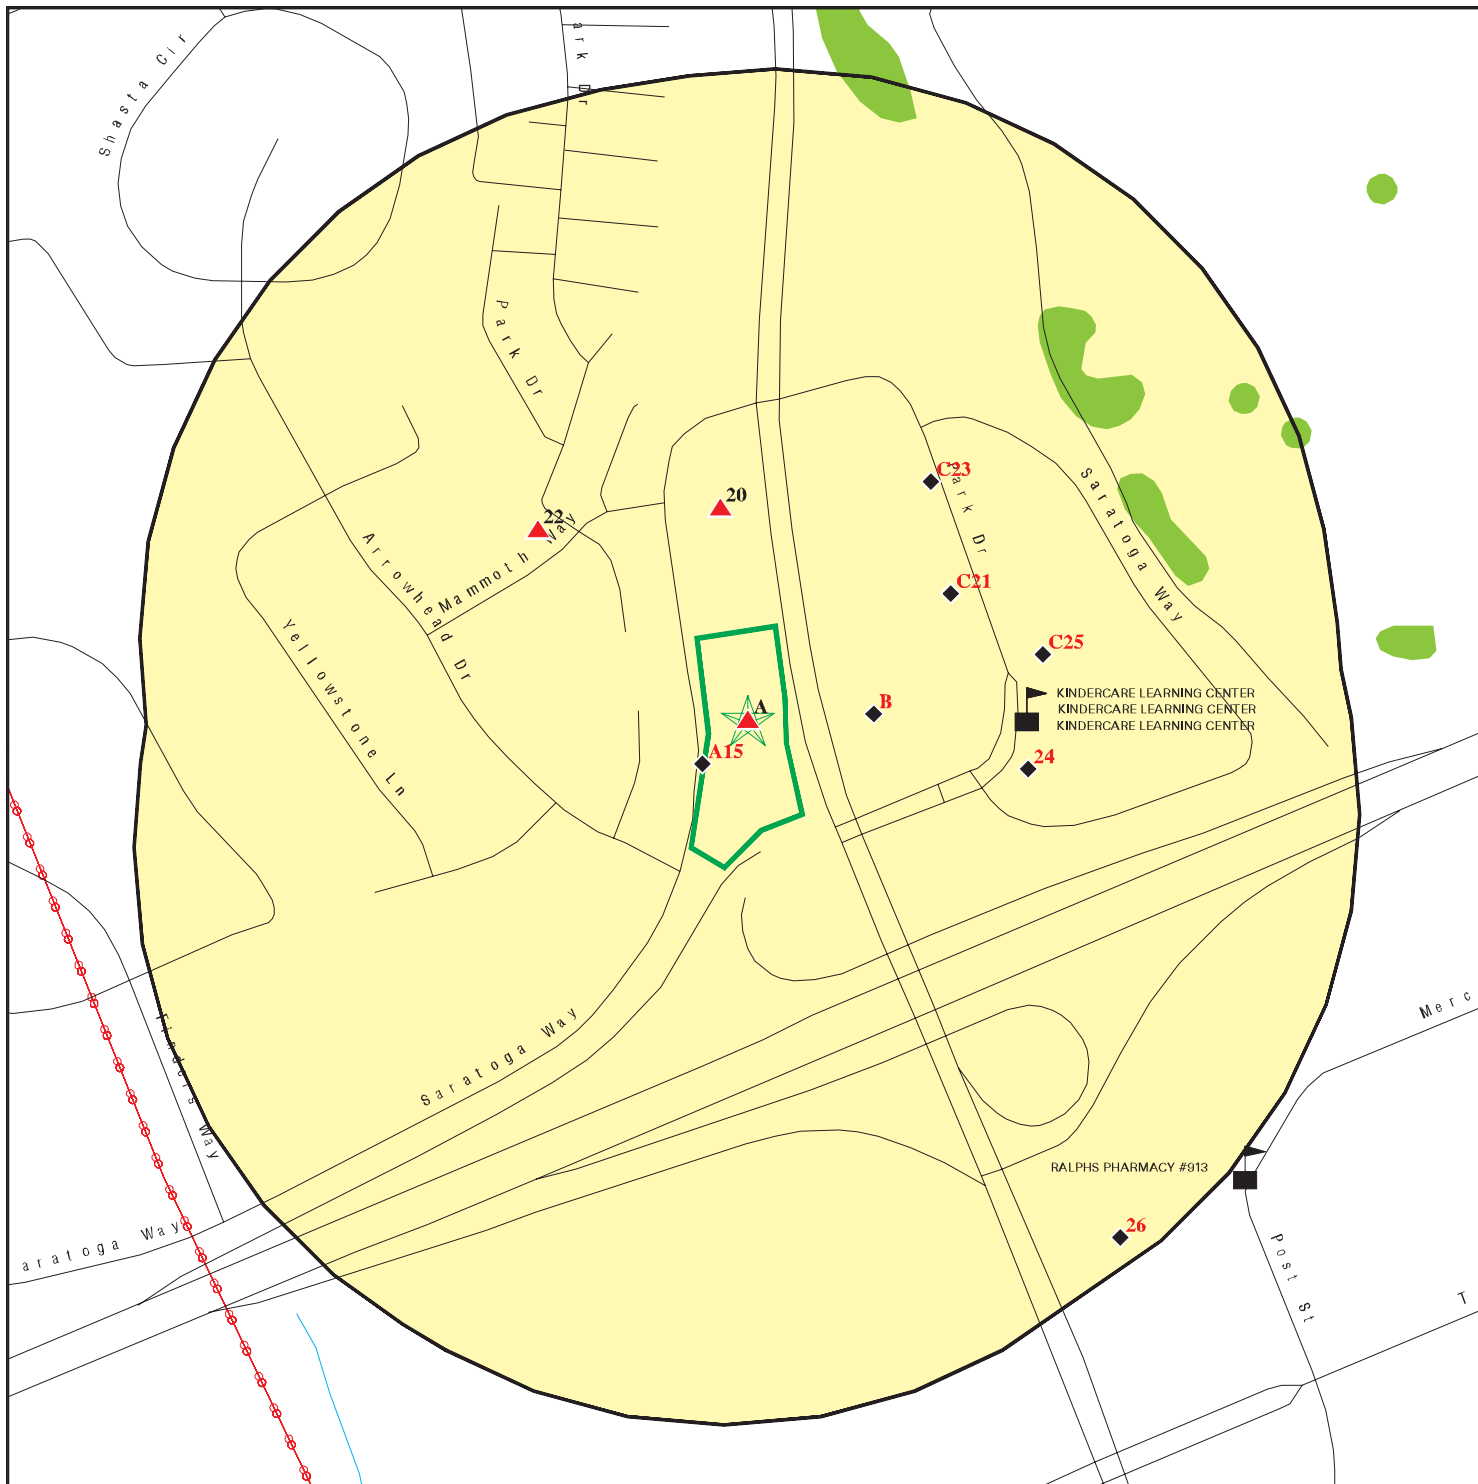 Shasta Cir
ark Dr
Park Dr
C23
Park Dr
Saratoga Way
20
22
Mammoth Way
Arrowhead Dr
C21
Yellowstone Ln
C25
KINDERCARE LEARNING CENTER
KINDERCARE LEARNING CENTER
KINDERCARE LEARNING CENTER
B
A
A15
24
Merc
Finders Way
Saratoga Way
RALPHS PHARMACY #913
26
aratoga Way
Post St
T